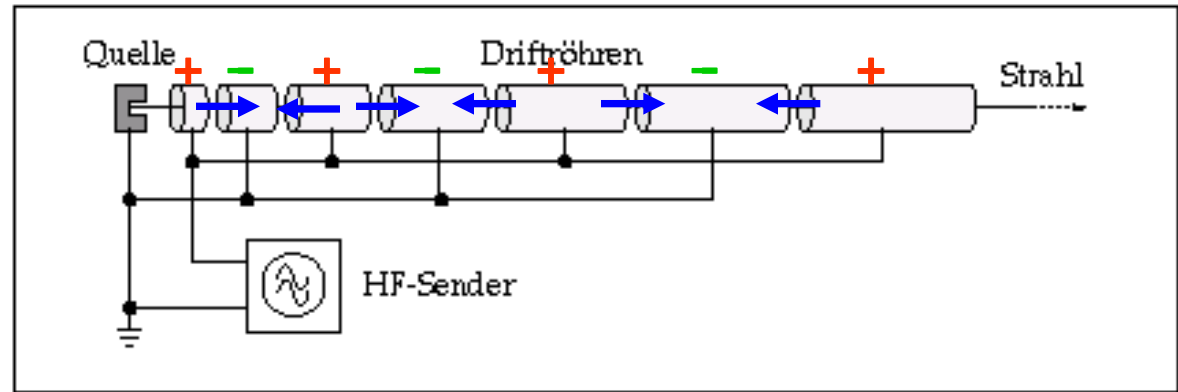 Quelle
Driftröhren
Strahl
+ − + − + − +
HF-Sender